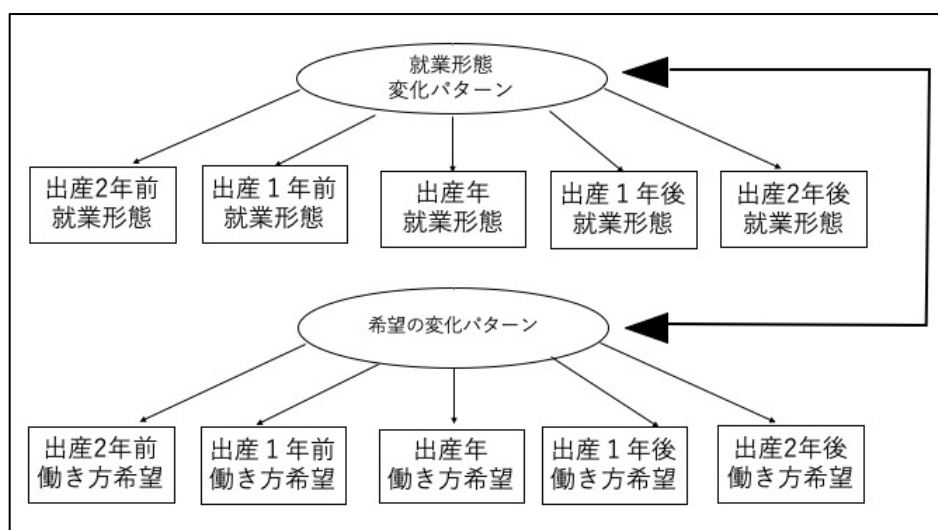 就業形態
変化パターン
出産2年前
就業形態
出産１年前
就業形態
出産年
就業形態
出産１年後
就業形態
出産2年後
就業形態
希望の変化パターン
出産2年前
働き方希望
出産１年前
働き方希望
出産年
働き方希望
出産１年後
働き方希望
出産2年後
働き方希望